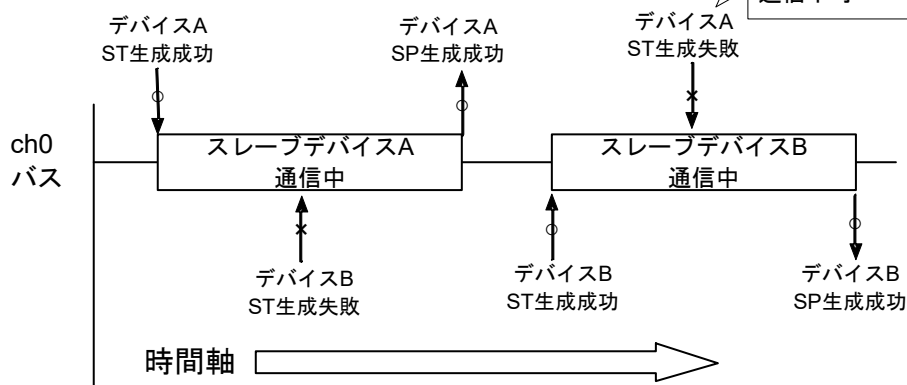 デバイスA
ST生成成功
デバイスA
SP生成成功
デバイスA
ST生成失敗
ch0
バス
スレーブデバイスA
通信中
スレーブデバイスB
通信中
デバイスB
ST生成失敗
デバイスB
ST生成成功
デバイスB
SP生成成功
時間軸